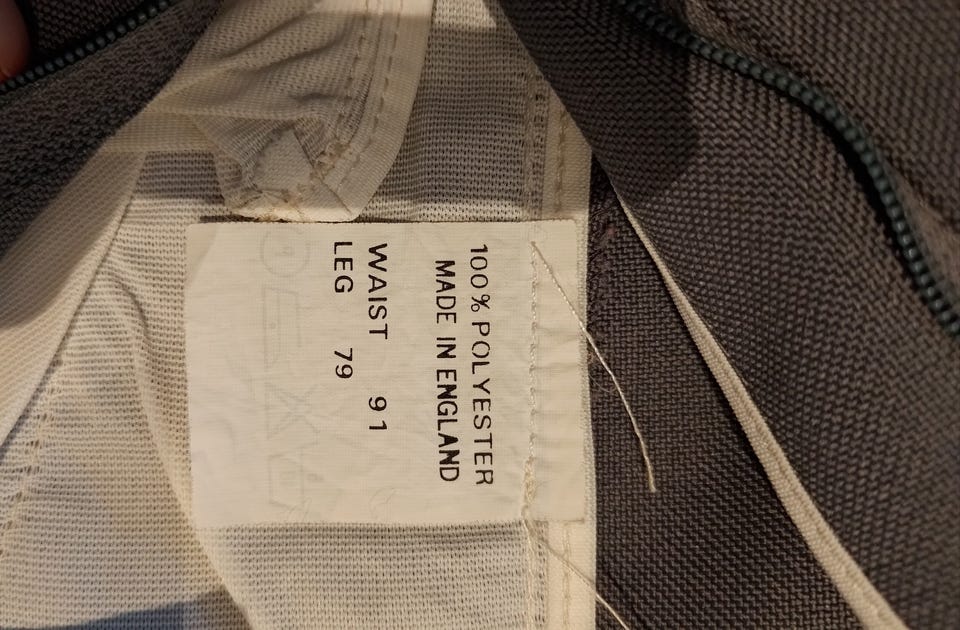 100% POLYESTER
MADE IN ENGLAND
WAIST 91
LEG 79